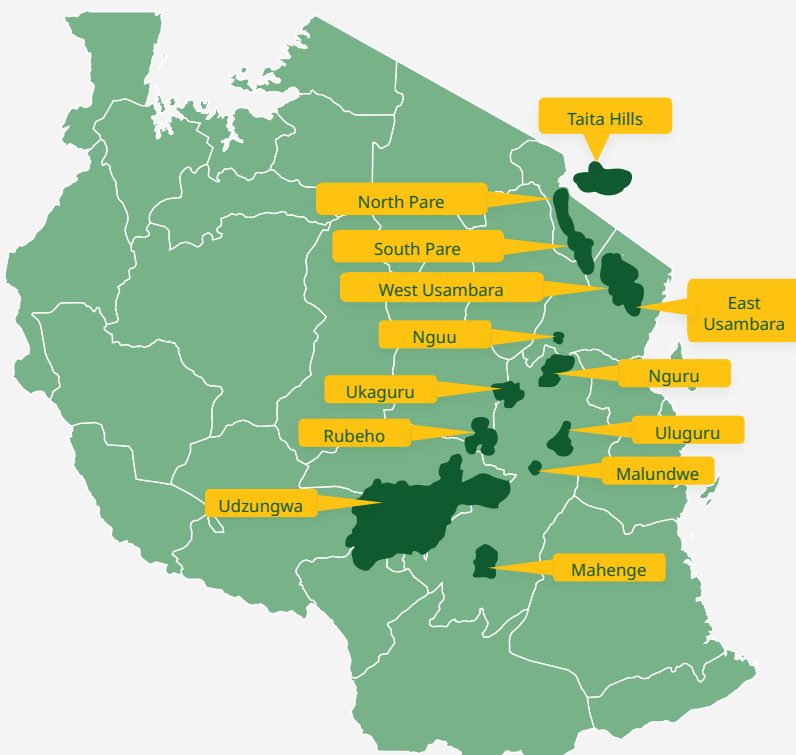 Taita Hills
North Pare
South Pare
West Usambara
East
Usambara
Nguu
Nguru
Ukaguru
Rubeho
Uluguru
Malundwe
Udzungwa
Mahenge